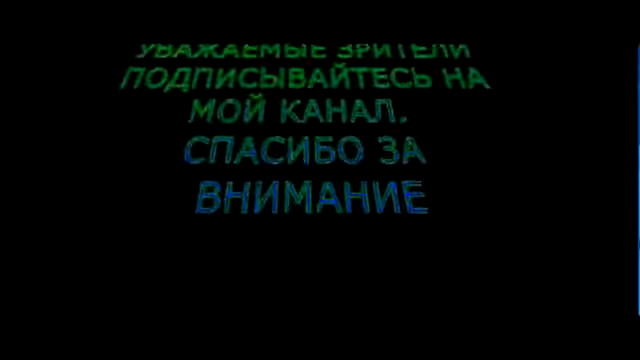 УВАЖАЕМЫЕ ЗРИТЕЛИ
ПОДПИСЫВАЙТЕСЬ НА
МОЙ КАНАЛ.
СПАСИБО ЗА
ВНИМАНИЕ